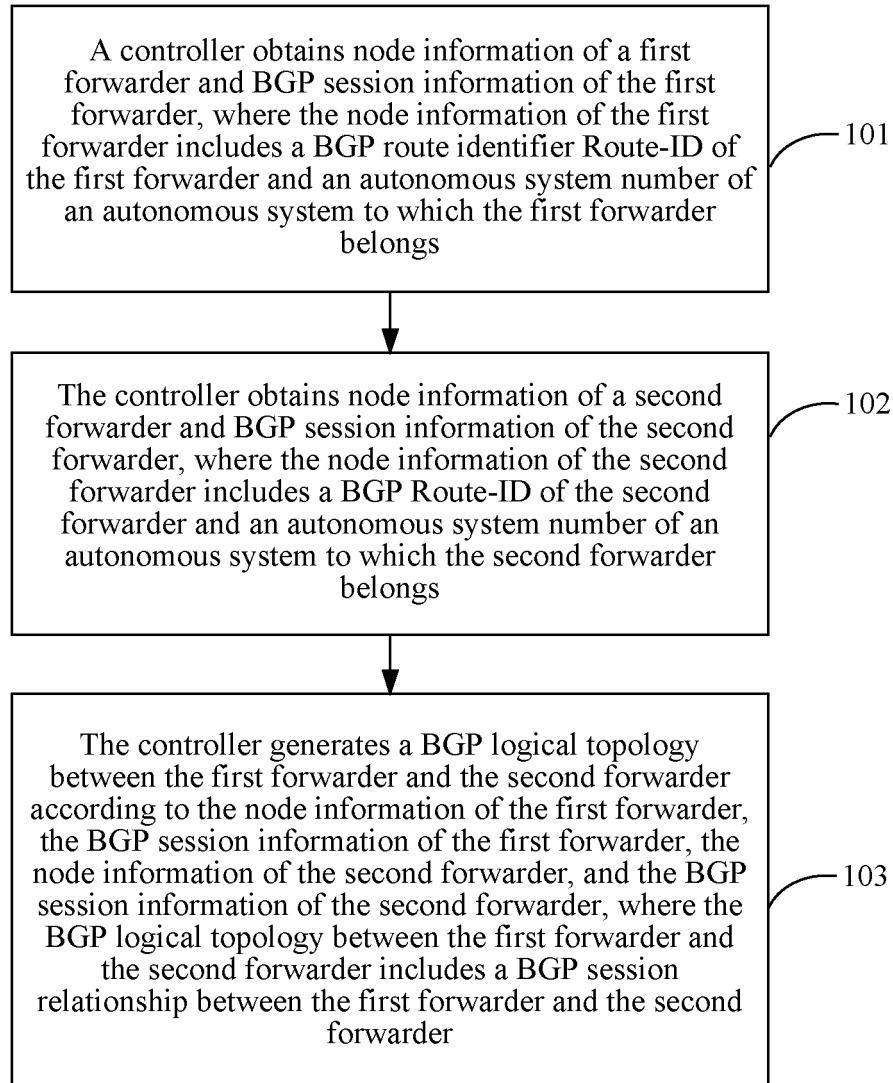 A controller obtains node information of a first
forwarder and BGP session information of the first
forwarder, where the node information of the first
forwarder includes a BGP route identifier Route-ID of
the first forwarder and an autonomous system number of
an autonomous system to which the first forwarder
belongs
101
The controller obtains node information of a second
forwarder and BGP session information of the second
forwarder, where the node information of the second
forwarder includes a BGP Route-ID of the second
forwarder and an autonomous system number of an
autonomous system to which the second forwarder
belongs
102
The controller generates a BGP logical topology
between the first forwarder and the second forwarder
according to the node information of the first forwarder,
the BGP session information of the first forwarder, the
node information of the second forwarder, and the BGP
session information of the second forwarder, where the
BGP logical topology between the first forwarder and
the second forwarder includes a BGP session
relationship between the first forwarder and the second
forwarder
103